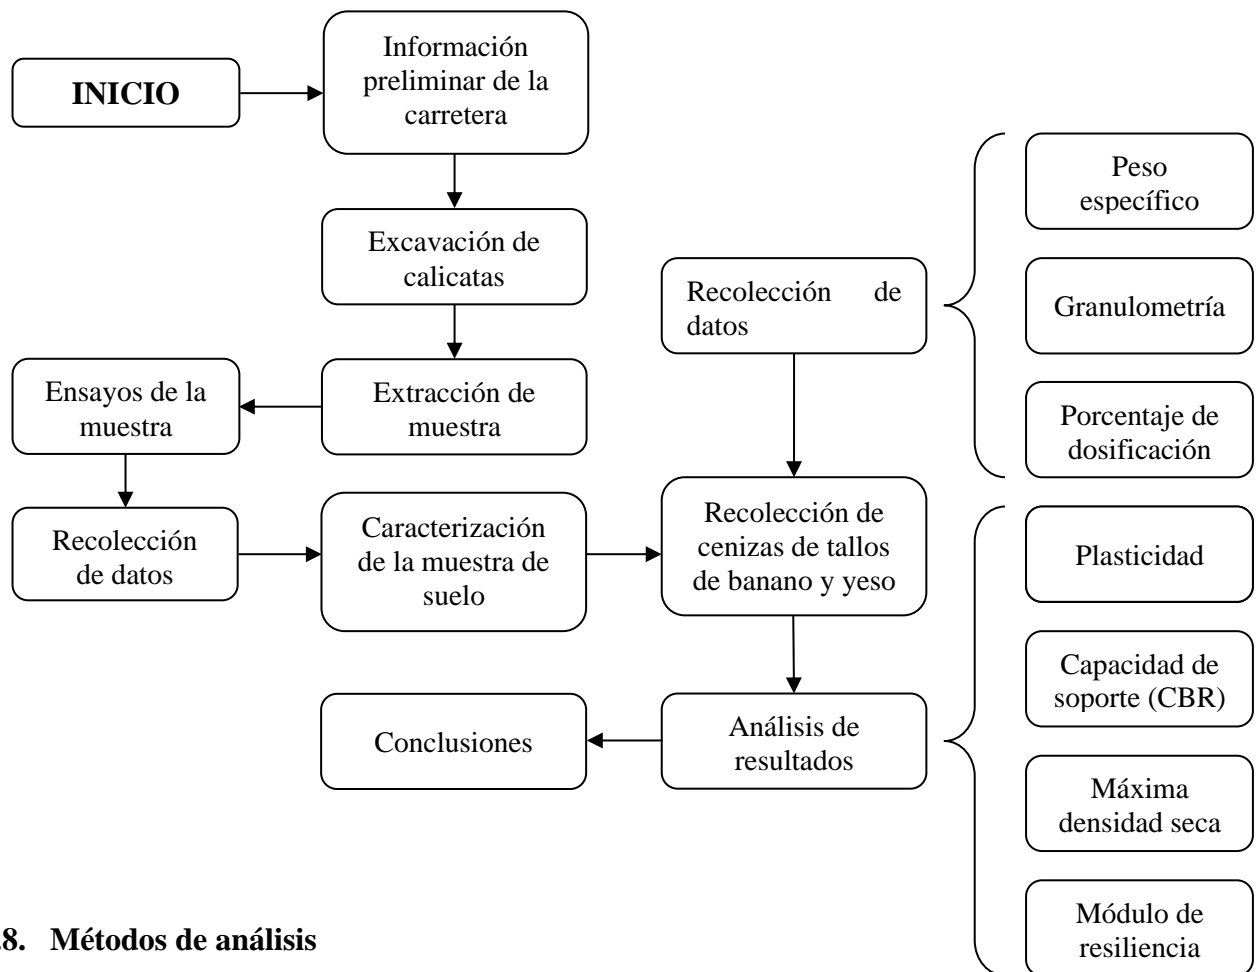 INICIO
Información
preliminar de la
carretera
Excavación de
calicatas
Extracción de
muestra
Ensayos de la
muestra
Recolección
de datos
Caracterización
de la muestra de
suelo
Recolección de
datos
Peso
específico
Granulometría
Porcentaje de
dosificación
Recolección de
cenizas de tallos
de banano y yeso
Análisis de
resultados
Plasticidad
Capacidad de
soporte (CBR)
Máxima
densidad seca
Módulo de
resiliencia
Conclusiones
.8. Métodos de análisis